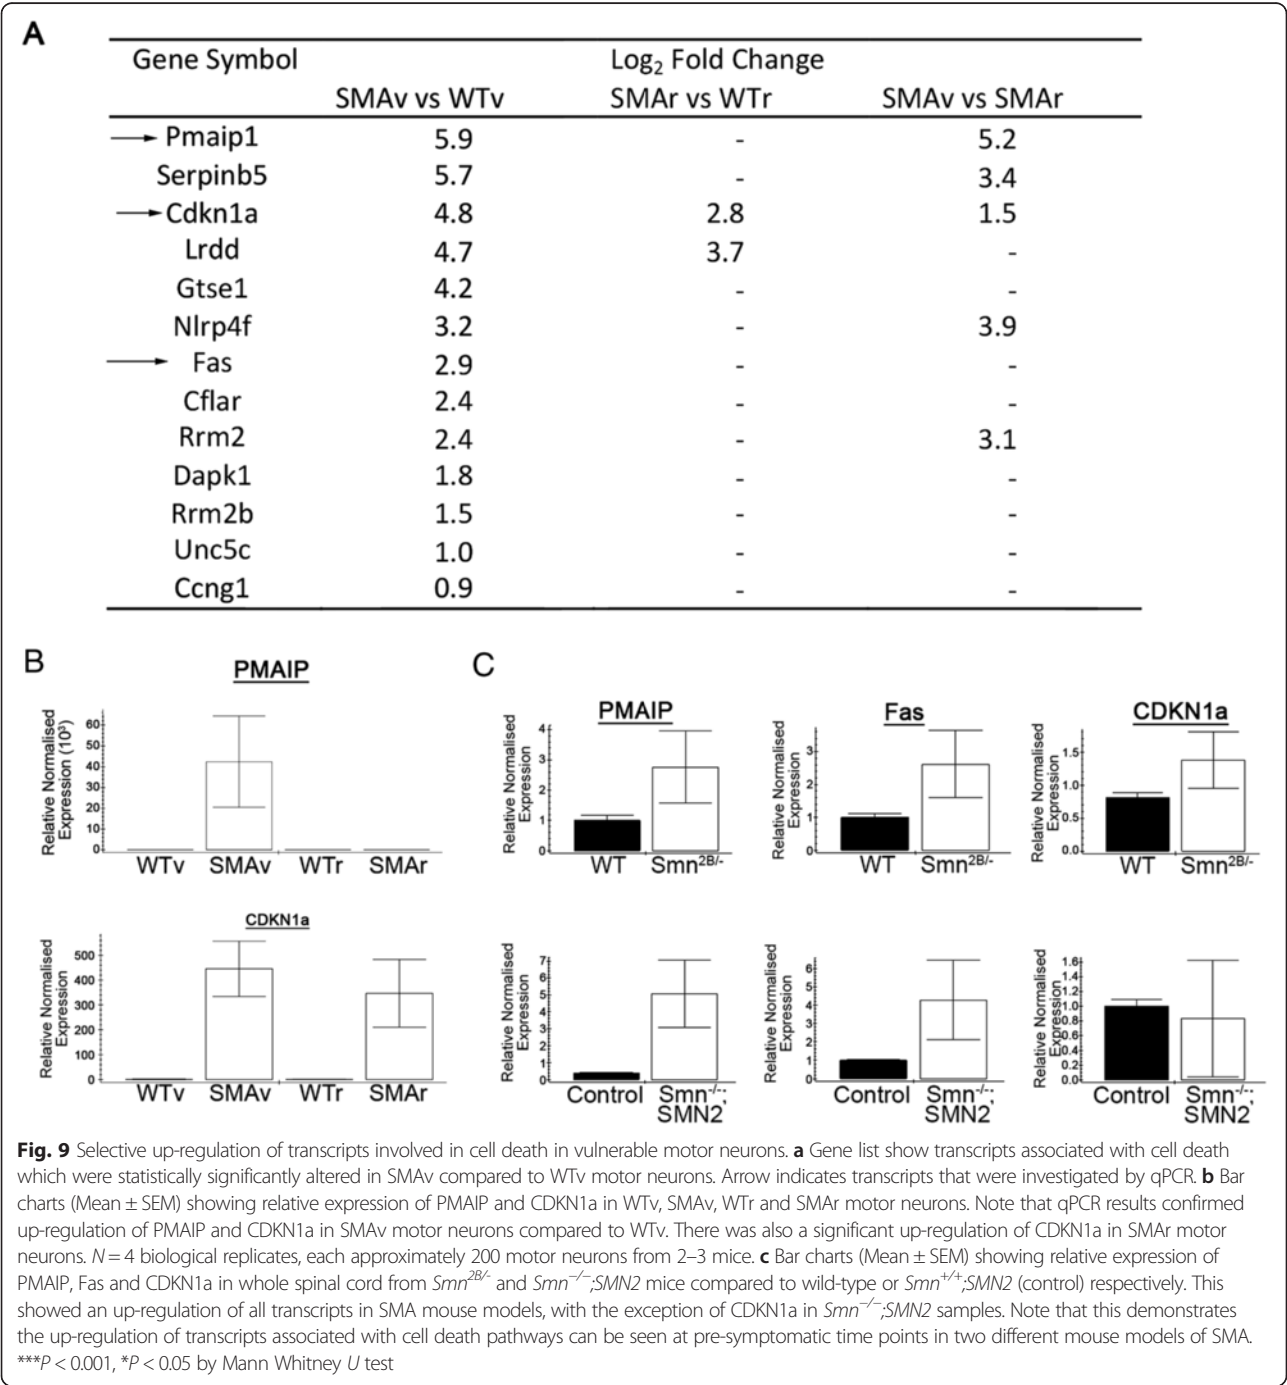 A
Gene Symbol Log2 Fold Change
SMAv vs WTv SMAr vs WTr SMAv vs SMAr
Pmaip1 5.9 - 5.2
Serpinb5 5.7 - 3.4
Cdkn1a 4.8 2.8 1.5
Lrdd 4.7 3.7 -
Gtse1 4.2 - -
Nlrp4f 3.2 - 3.9
Fas 2.9 - -
Cflar 2.4 - -
Rrm2 2.4 - 3.1
Dapk1 1.8 - -
Rrm2b 1.5 - -
Unc5c 1.0 - -
Ccng1 0.9 - -
B
PMAIP
Relative Normalised
Expression (10³)
60
50
40
30
20
10
0
WTv SMAv WTr SMAr
CDKN1a
Relative Normalised
Expression
500
400
300
200
100
0
WTv SMAv WTr SMAr
C
PMAIP
Relative Normalised
Expression
4
3
2
1
0
WT Smn2B/-
Fas
Relative Normalised
Expression
3
2
1
0
WT Smn2B/-
CDKN1a
Relative Normalised
Expression
1.5
1.0
0.5
0.0
WT Smn2B/-
Relative Normalised
Expression
7
6
5
4
3
2
1
0
Control Smn-/-;
SMN2
Relative Normalised
Expression
6
5
4
3
2
1
0
Control Smn-/-;
SMN2
Relative Normalised
Expression
1.6
1.4
1.2
1.0
0.8
0.6
0.4
0.2
0.0
Control Smn-/-;
SMN2
Fig. 9 Selective up-regulation of transcripts involved in cell death in vulnerable motor neurons. a Gene list show transcripts associated with cell death
which were statistically significantly altered in SMAv compared to WTv motor neurons. Arrow indicates transcripts that were investigated by qPCR. b Bar
charts (Mean ± SEM) showing relative expression of PMAIP and CDKN1a in WTv, SMAv, WTr and SMAr motor neurons. Note that qPCR results confirmed
up-regulation of PMAIP and CDKN1a in SMAv motor neurons compared to WTv. There was also a significant up-regulation of CDKN1a in SMAr motor
neurons. N = 4 biological replicates, each approximately 200 motor neurons from 2–3 mice. c Bar charts (Mean ± SEM) showing relative expression of
PMAIP, Fas and CDKN1a in whole spinal cord from Smn2B/- and Smn−/−;SMN2 mice compared to wild-type or Smn+/+;SMN2 (control) respectively. This
showed an up-regulation of all transcripts in SMA mouse models, with the exception of CDKN1a in Smn−/−;SMN2 samples. Note that this demonstrates
the up-regulation of transcripts associated with cell death pathways can be seen at pre-symptomatic time points in two different mouse models of SMA.
***P < 0.001, *P < 0.05 by Mann Whitney U test